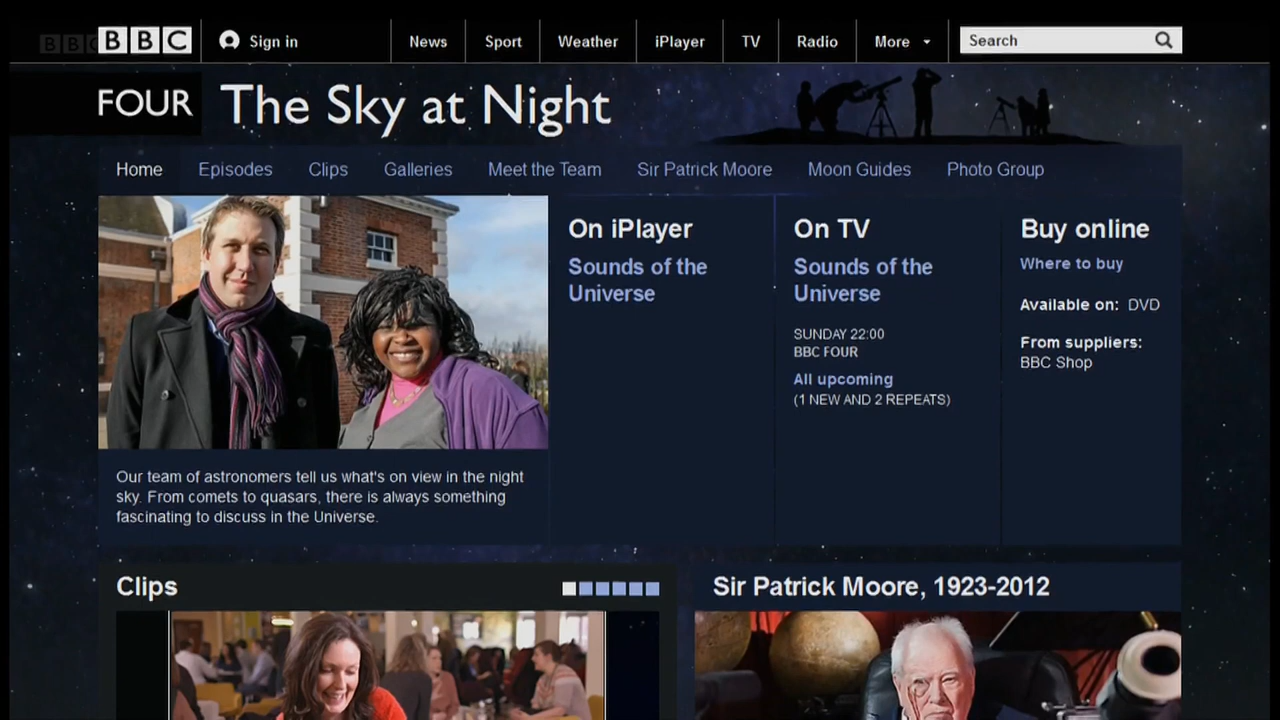 BBC
Sign in
News
Sport
Weather
iPlayer
TV
Radio
More
Search
FOUR
The Sky at Night
Home
Episodes
Clips
Galleries
Meet the Team
Sir Patrick Moore
Moon Guides
Photo Group
On iPlayer
Sounds of the
Universe
On TV
Sounds of the
Universe
SUNDAY 22:00
BBC FOUR
All upcoming
(1 NEW AND 2 REPEATS)
Buy online
Where to buy
Available on: DVD
From suppliers:
BBC Shop
Our team of astronomers tell us what's on view in the night
sky. From comets to quasars, there is always something
fascinating to discuss in the Universe.
Clips
Sir Patrick Moore, 1923-2012